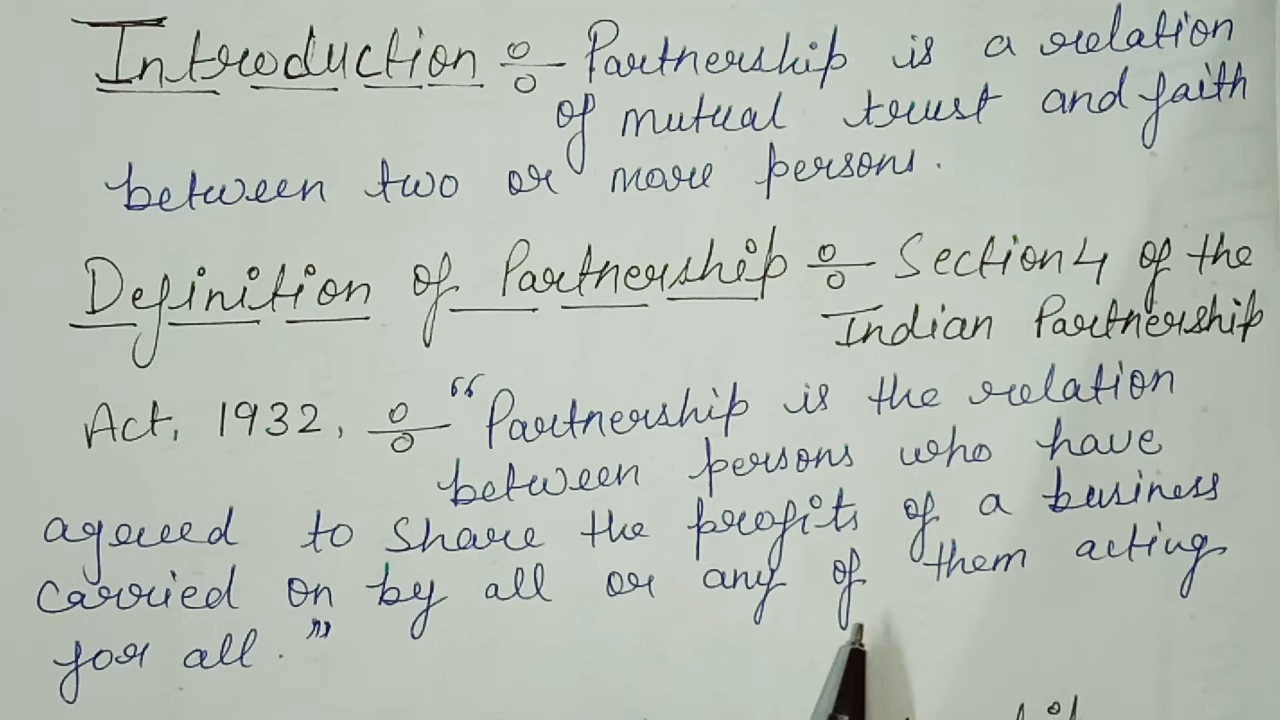 Introduction :- Partnership is a relation
of mutual trust and faith
between two or more persons.
Definition of Partnership :- Section 4 of the
Indian Partnership
Act, 1932, :- "Partnership is the relation
between persons who have
agreed to share the profits of a business
carried on by all or any of them acting
for all."